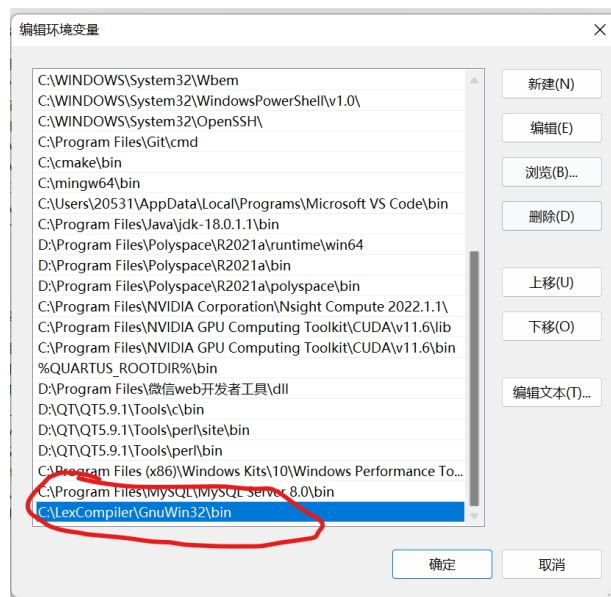 编辑环境变量
C:\WINDOWS\System32\Wbem
C:\WINDOWS\System32\WindowsPowerShell\v1.0\
C:\WINDOWS\System32\OpenSSH\
C:\Program Files\Git\cmd
C:\cmake\bin
C:\mingw64\bin
C:\Users\20531\AppData\Local\Programs\Microsoft VS Code\bin
C:\Program Files\Java\jdk-18.0.1.1\bin
D:\Program Files\Polyspace\R2021a\runtime\win64
D:\Program Files\Polyspace\R2021a\bin
D:\Program Files\Polyspace\R2021a\polyspace\bin
C:\Program Files\NVIDIA Corporation\Nsight Compute 2022.1.1\
C:\Program Files\NVIDIA GPU Computing Toolkit\CUDA\v11.6\lib
C:\Program Files\NVIDIA GPU Computing Toolkit\CUDA\v11.6\bin
%QUARTUS_ROOTDIR%\bin
D:\Program Files\微信web开发者工具\dll
D:\QT\QT5.9.1\Tools\c\bin
D:\QT\QT5.9.1\Tools\perl\site\bin
D:\QT\QT5.9.1\Tools\perl\bin
C:\Program Files (x86)\Windows Kits\10\Windows Performance To...
C:\Program Files\MySQL\MySQL Server 8.0\bin
C:\LexCompiler\GnuWin32\bin
新建(N)
编辑(E)
浏览(B)...
删除(D)
上移(U)
下移(O)
编辑文本(T)...
确定
取消